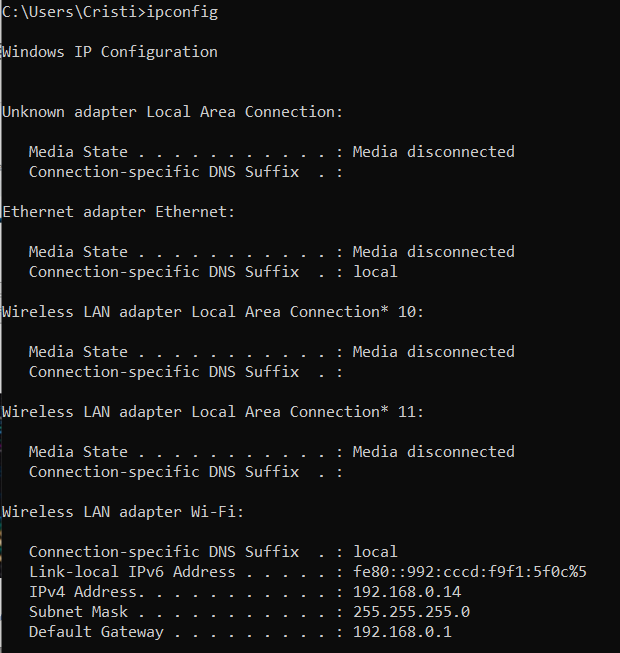 C:\Users\Cristi>ipconfig
Windows IP Configuration
Unknown adapter Local Area Connection:
Media State . . . . . . . . . . . : Media disconnected
Connection-specific DNS Suffix  . :
Ethernet adapter Ethernet:
Media State . . . . . . . . . . . : Media disconnected
Connection-specific DNS Suffix  . : local
Wireless LAN adapter Local Area Connection* 10:
Media State . . . . . . . . . . . : Media disconnected
Connection-specific DNS Suffix  . :
Wireless LAN adapter Local Area Connection* 11:
Media State . . . . . . . . . . . : Media disconnected
Connection-specific DNS Suffix  . :
Wireless LAN adapter Wi-Fi:
Connection-specific DNS Suffix  . : local
Link-local IPv6 Address . . . . . : fe80::992:cccd:f9f1:5f0c%5
IPv4 Address. . . . . . . . . . . : 192.168.0.14
Subnet Mask . . . . . . . . . . . : 255.255.255.0
Default Gateway . . . . . . . . . : 192.168.0.1